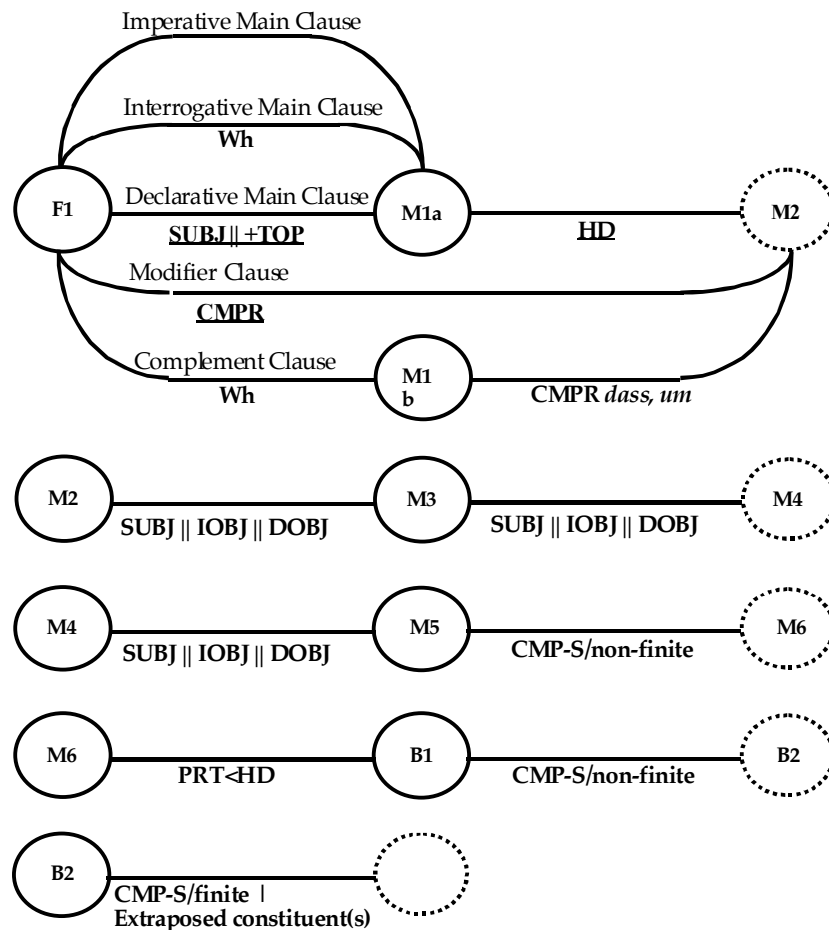 Imperative Main Clause
Interrogative Main Clause
Wh
F1
Declarative Main Clause
M1a
M2
SUBJ || +TOP
HD
Modifier Clause
CMPR
Complement Clause
M1
b
Wh
CMPR dass, um
M2
M3
M4
SUBJ || IOBJ || DOBJ
SUBJ || IOBJ || DOBJ
M4
M5
M6
SUBJ || IOBJ || DOBJ
CMP-S/non-finite
M6
B1
B2
PRT<HD
CMP-S/non-finite
B2
CMP-S/finite |
Extraposed constituent(s)